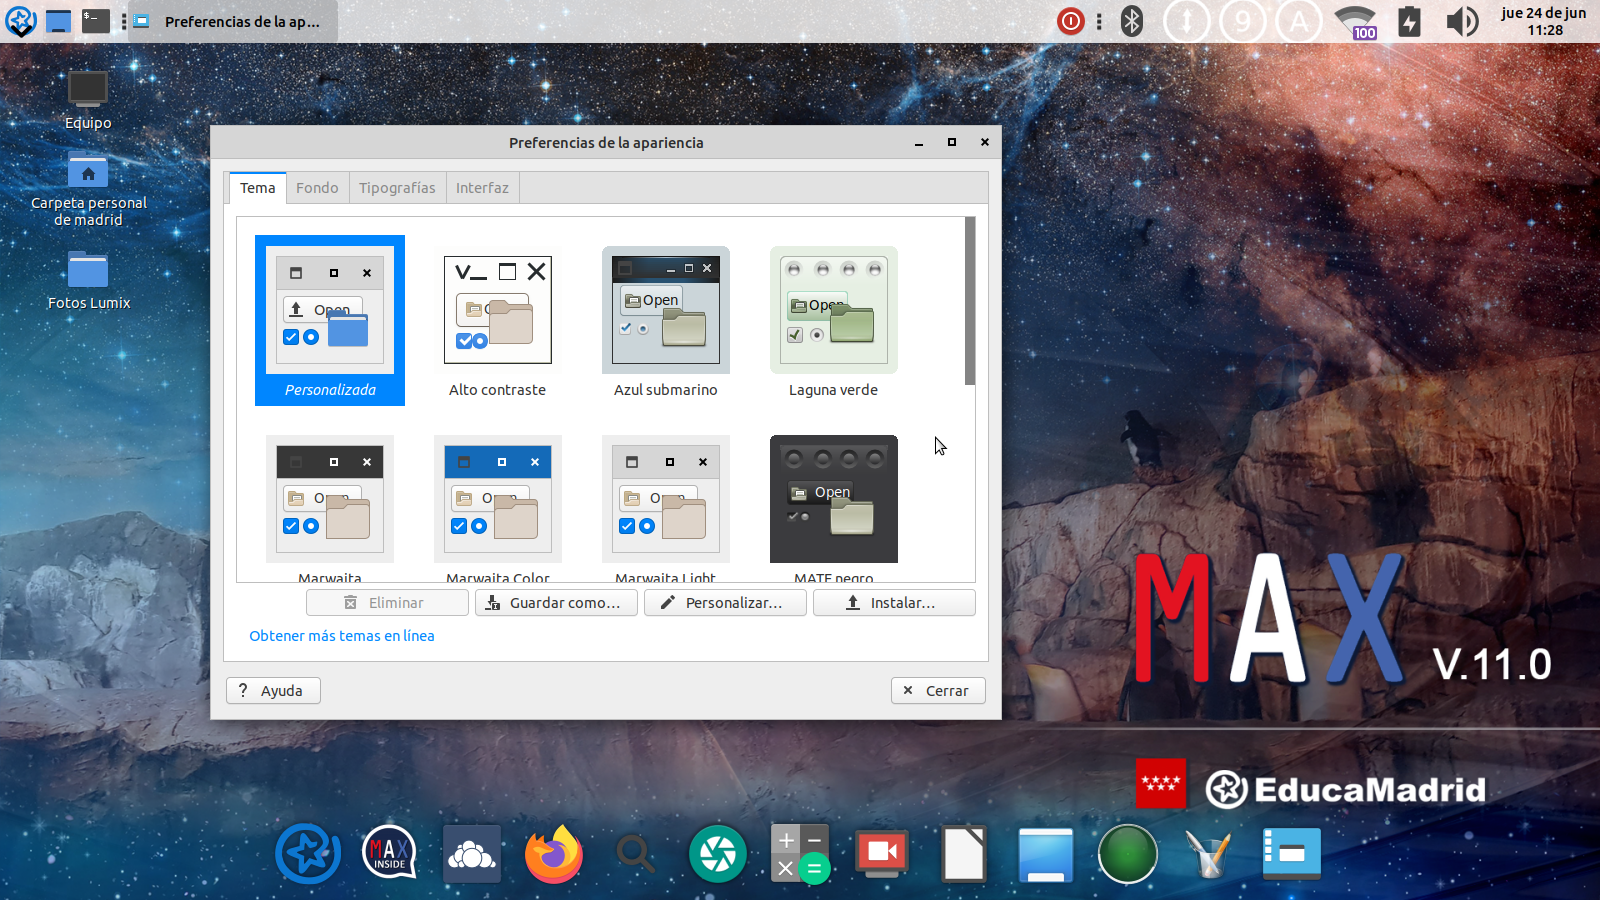 Preferencias de la ap...
9
A
100
jue 24 de jun
11:28
Equipo
Carpeta personal
de madrid
Fotos Lumix
Preferencias de la apariencia
Tema
Fondo
Tipografías
Interfaz
Open
Open
Open
Personalizada
Alto contraste
Azul submarino
Laguna verde
Open
Marwaita
Marwaita Color
Marwaita Light
MATE negro
Eliminar
Guardar como...
Personalizar...
Instalar...
Obtener más temas en línea
? Ayuda
Cerrar
MAX
V.11.0
EducaMadrid
MAX
INSIDE